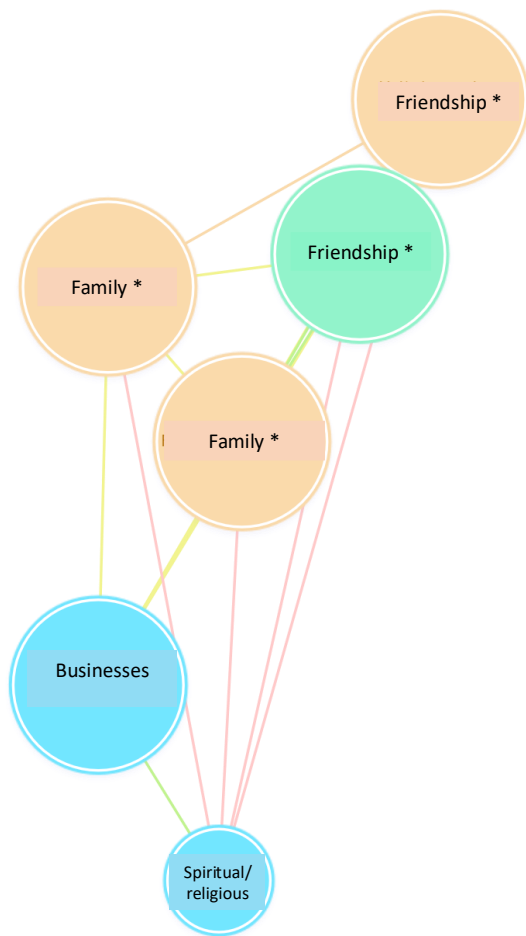 Friendship *
Friendship *
Family *
Family *
Businesses
Spiritual/
religious